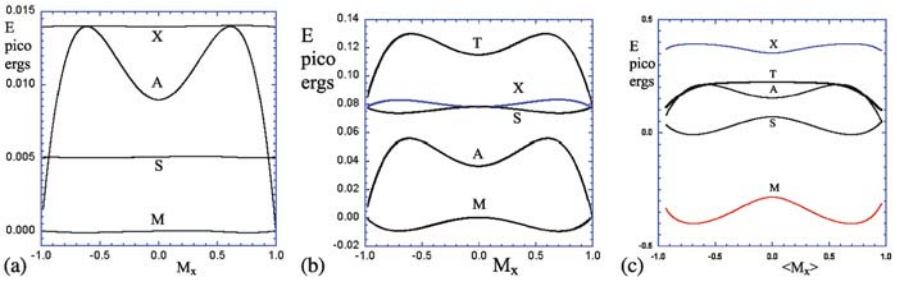 E
pico
ergs
0.015
0.010
0.005
0.000
X
A
S
M
-1.0 -0.5 0.0 0.5 1.0
(a) Mx
E
pico
ergs
0.14
0.12
0.10
0.08
0.06
0.04
0.02
0.00
-0.02
T
X
S
A
M
-1.0 -0.5 0.0 0.5 1.0
(b) Mx
E
pico
ergs
0.5
0.0
-0.5
X
T
A
S
M
-1.0 -0.5 0.0 0.5 1.0
(c) <Mx>